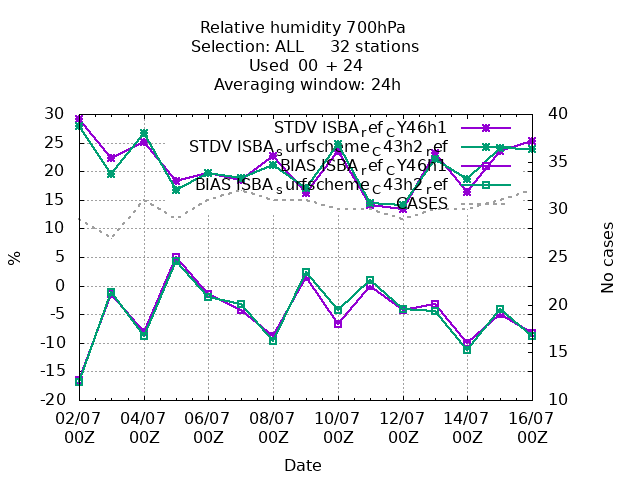 Relative humidity 700hPa
Selection: ALL 32 stations
Used 00 + 24
Averaging window: 24h
30 40
25 35
20 30
15 25
10 20
5 15
0 10
-5
-10
-15
-20
STDV ISBA_ref_CY46h1
STDV ISBA_surfscheme_C43h2_ref
BIAS ISBA_ref_CY46h1
BIAS ISBA_surfscheme_C43h2_ref
CASES
%
No cases
02/07 04/07 06/07 08/07 10/07 12/07 14/07 16/07
00Z 00Z 00Z 00Z 00Z 00Z 00Z 00Z
Date